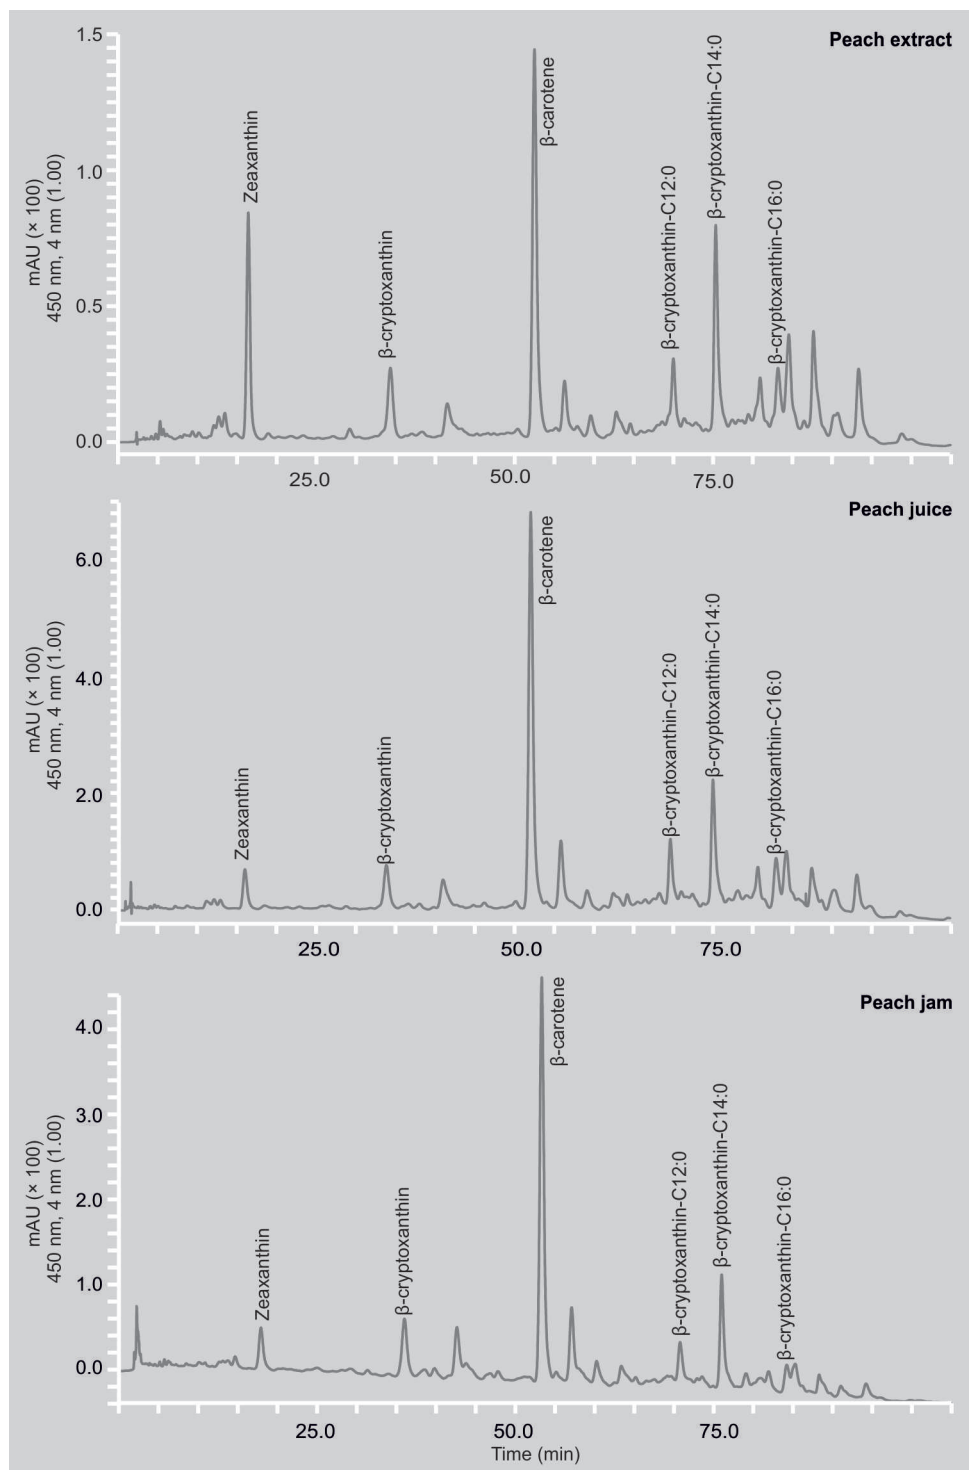 Peach extract
1.5
1.0
0.5
0.0
mAU (× 100)
450 nm, 4 nm (1.00)
Zeaxanthin
β-cryptoxanthin
β-carotene
β-cryptoxanthin-C12:0
β-cryptoxanthin-C14:0
β-cryptoxanthin-C16:0
25.0
50.0
75.0
Peach juice
6.0
4.0
2.0
0.0
mAU (× 100)
450 nm, 4 nm (1.00)
Zeaxanthin
β-cryptoxanthin
β-carotene
β-cryptoxanthin-C12:0
β-cryptoxanthin-C14:0
β-cryptoxanthin-C16:0
25.0
50.0
75.0
Peach jam
4.0
3.0
2.0
1.0
0.0
mAU (× 100)
450 nm, 4 nm (1.00)
Zeaxanthin
β-cryptoxanthin
β-carotene
β-cryptoxanthin-C12:0
β-cryptoxanthin-C14:0
β-cryptoxanthin-C16:0
25.0
50.0
75.0
Time (min)